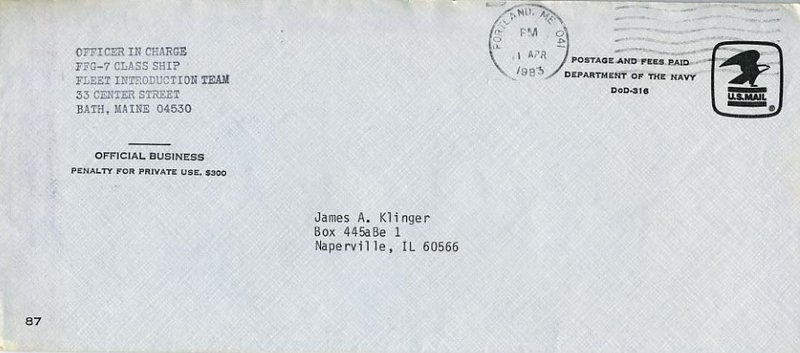 OFFICER IN CHARGE
FFG-7 CLASS SHIP
FLEET INTRODUCTION TEAM
33 CENTER STREET
BATH, MAINE 04530
OFFICIAL BUSINESS
PENALTY FOR PRIVATE USE, $300
PORTLAND, ME 041
PM
11 APR
1983
POSTAGE AND FEES PAID
DEPARTMENT OF THE NAVY
DoD-316
U.S.MAIL
®
James A. Klinger
Box 445aBe 1
Naperville, IL 60566
87